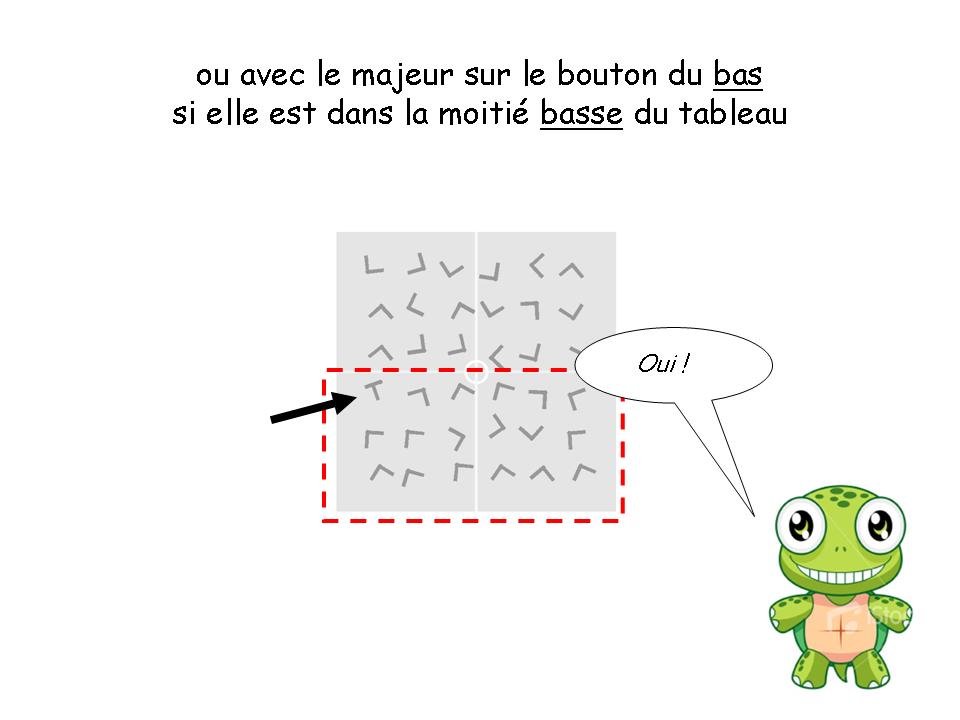 ou avec le majeur sur le bouton du bas
si elle est dans la moitié basse du tableau
Oui !
iStoc